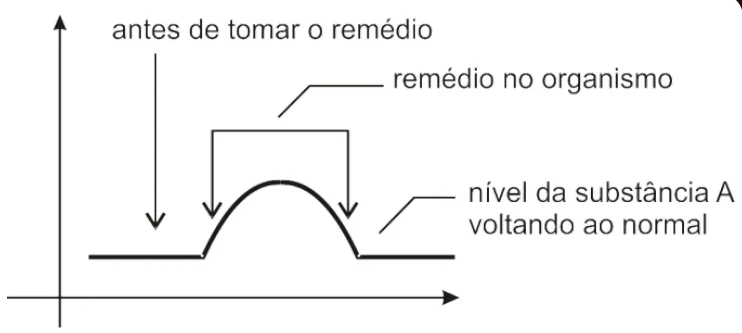 antes de tomar o remédio
remédio no organismo
nível da substância A
voltando ao normal